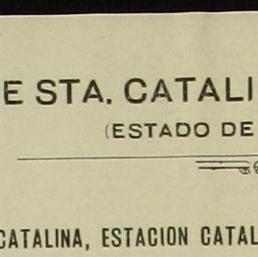 E STA. CATALI
(ESTADO DE
CATALINA, ESTACION CATAL